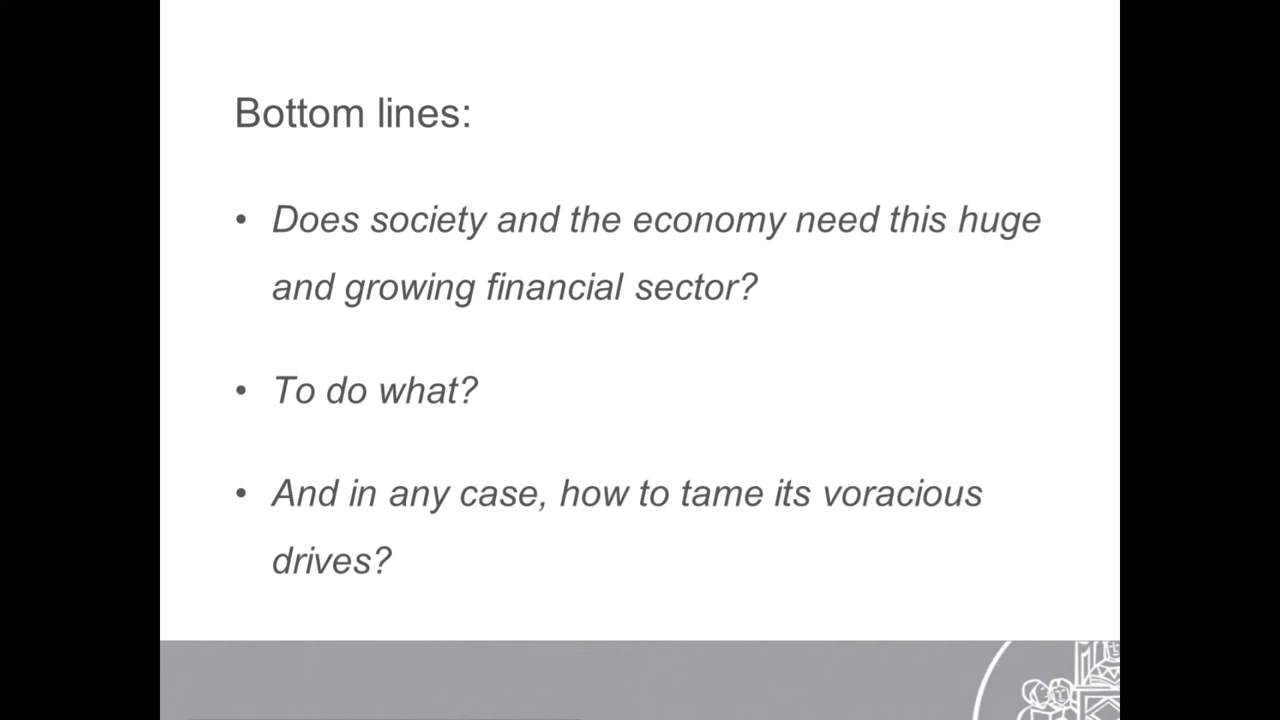 Bottom lines:
• Does society and the economy need this huge
and growing financial sector?
• To do what?
• And in any case, how to tame its voracious
drives?